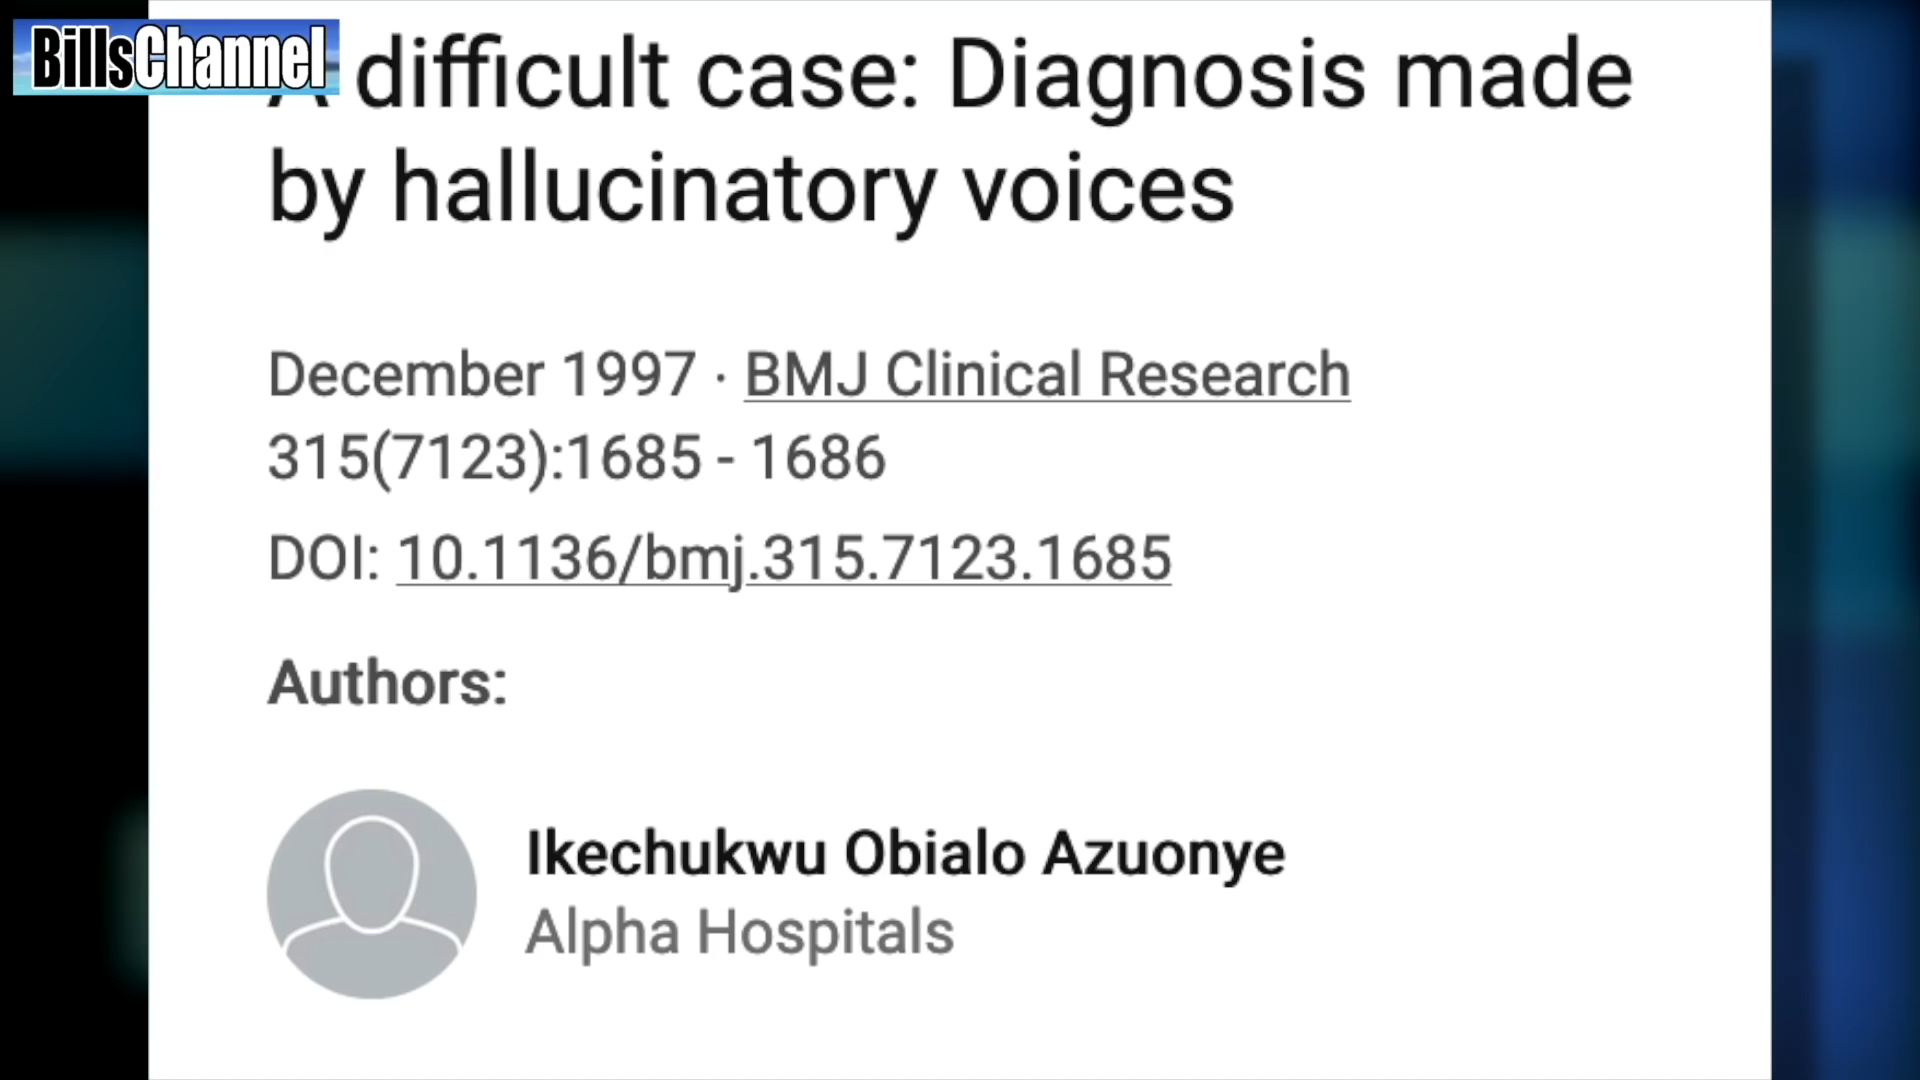 BillsChannel
A difficult case: Diagnosis made
by hallucinatory voices
December 1997 · BMJ Clinical Research
315(7123):1685 - 1686
DOI: 10.1136/bmj.315.7123.1685
Authors:
Ikechukwu Obialo Azuonye
Alpha Hospitals